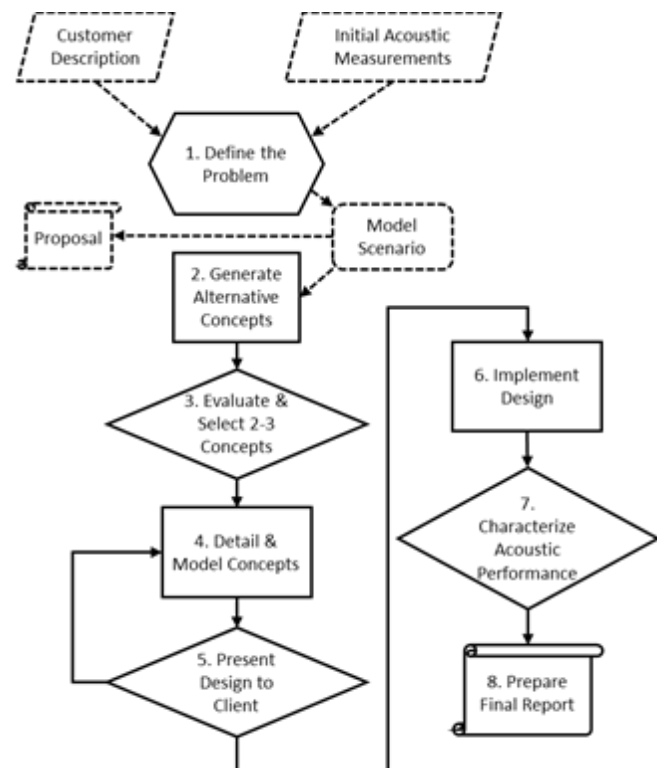 Customer
Description
Initial Acoustic
Measurements
1. Define the
Problem
Proposal
Model
Scenario
2. Generate
Alternative
Concepts
3. Evaluate &
Select 2-3
Concepts
4. Detail &
Model Concepts
5. Present
Design to
Client
6. Implement
Design
7.
Characterize
Acoustic
Performance
8. Prepare
Final Report